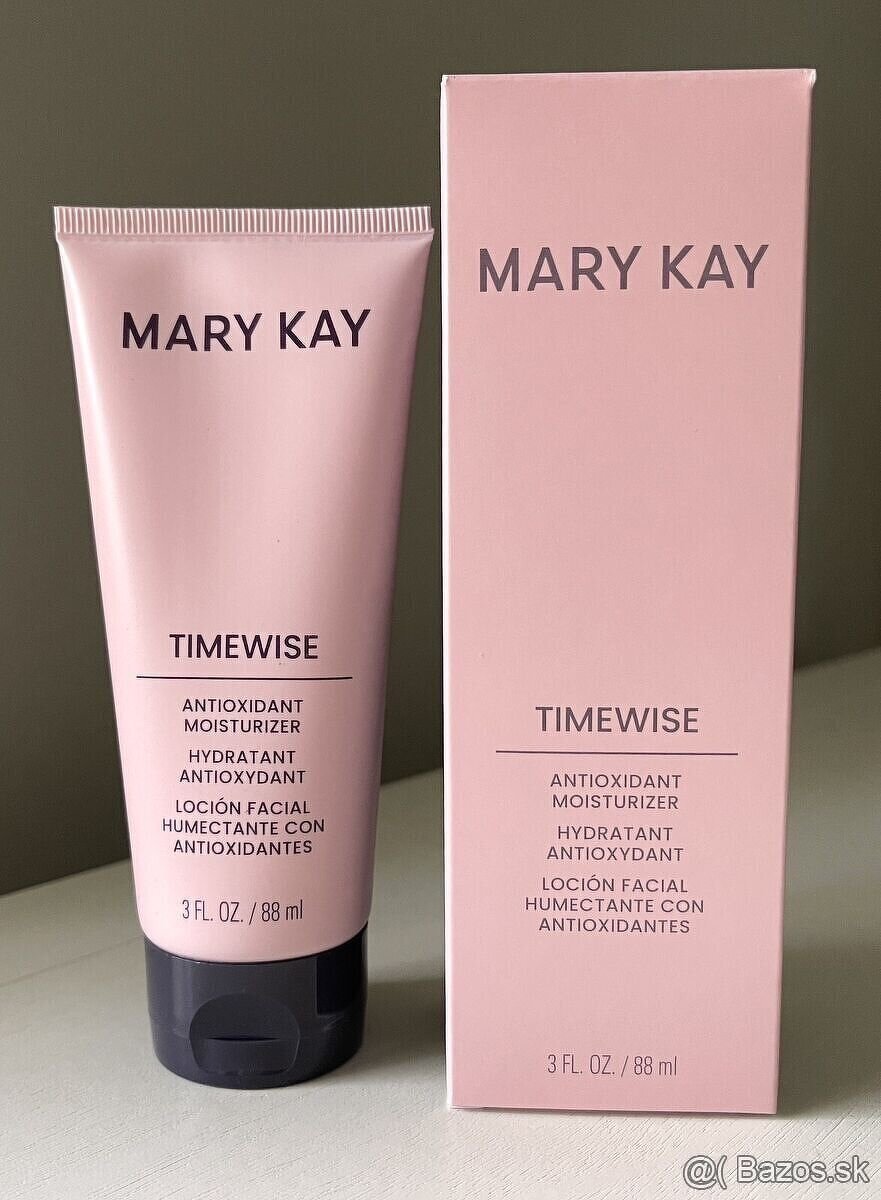 MARY KAY
TIMEWISE
ANTIOXIDANT
MOISTURIZER
HYDRATANT
ANTIOXYDANT
LOCIÓN FACIAL
HUMECTANTE CON
ANTIOXIDANTES
3 FL. OZ. / 88 ml
MARY KAY
TIMEWISE
ANTIOXIDANT
MOISTURIZER
HYDRATANT
ANTIOXYDANT
LOCIÓN FACIAL
HUMECTANTE CON
ANTIOXIDANTES
3 FL. OZ. / 88 ml
@( Bazos.sk